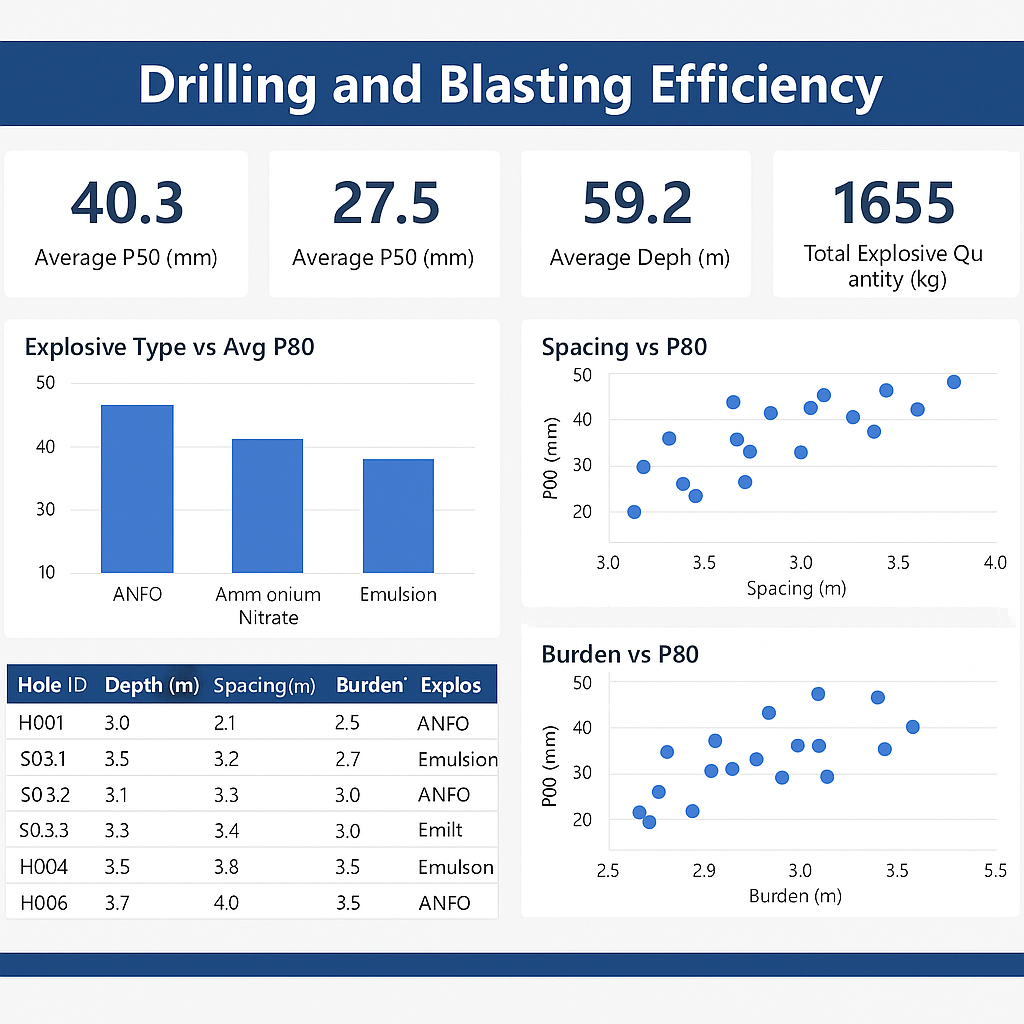 Drilling and Blasting Efficiency
40.3
Average P50 (mm)
27.5
Average P50 (mm)
59.2
Average Deph (m)
1655
Total Explosive Qu
antity (kg)
Explosive Type vs Avg P80
50
40
30
10
ANFO
Amm onium
Nitrate
Emulsion
Spacing vs P80
P00 (mm)
50
40
30
20
3.0 3.5 3.0 3.5 4.0
Spacing (m)
Hole ID Depth (m) Spacing(m) Burden' Explos
H001 3.0 2.1 2.5 ANFO
S03.1 3.5 3.2 2.7 Emulsion
S03.2 3.1 3.3 3.0 ANFO
S0.3.3 3.3 3.4 3.0 Emilt
H004 3.5 3.8 3.5 Emulson
H006 3.7 4.0 3.5 ANFO
Burden vs P80
P00 (mm)
50
40
30
20
2.5 2.9 3.0 3.5 5.5
Burden (m)